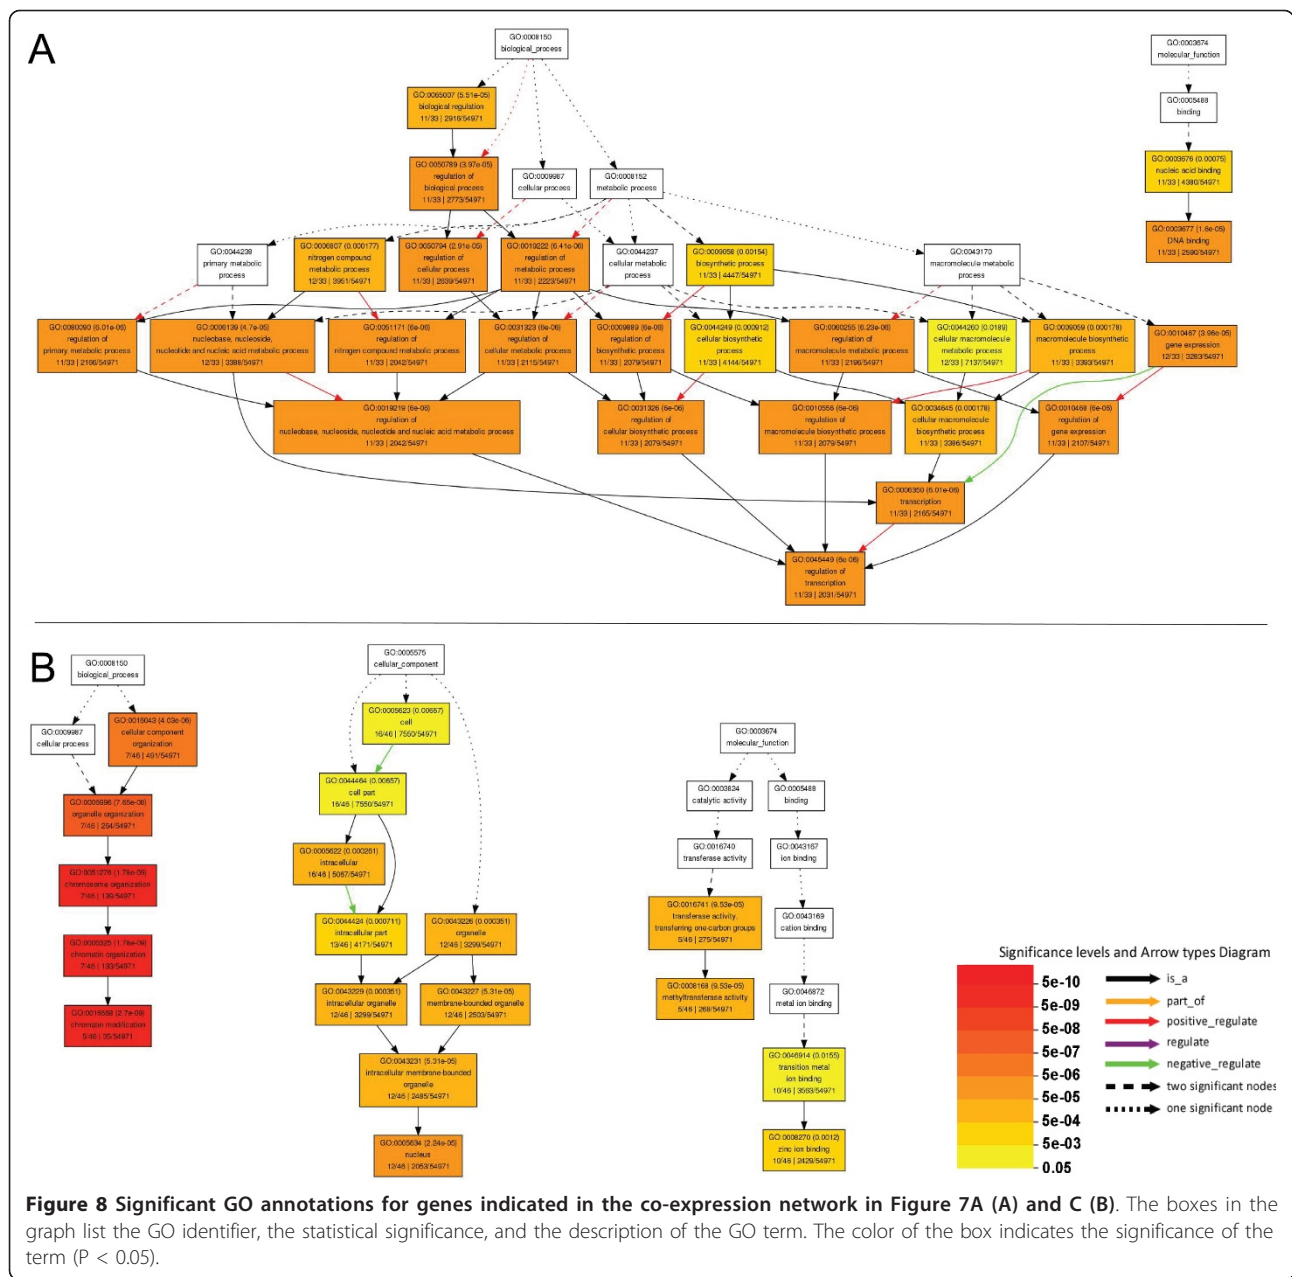 A
GO:0008150
biological_process
GO:0003674
molecular_function
GO:0065007 (5.51e-05)
biological regulation
11/33 | 2916/54971
GO:0005488
binding
GO:0050789 (3.97e-05)
regulation of
biological process
11/33 | 2773/54971
GO:0009987
cellular process
GO:0008152
metabolic process
GO:0003676 (0.00075)
nucleic acid binding
11/33 | 4380/54971
GO:0044238
primary metabolic
process
GO:0006807 (0.000177)
nitrogen compound
metabolic process
12/33 | 3951/54971
GO:0050794 (2.91e-05)
regulation of
cellular process
11/33 | 2639/54971
GO:0019222 (6.41e-06)
regulation of
metabolic process
11/33 | 2223/54971
GO:0044237
cellular metabolic
process
GO:0009058 (0.00154)
biosynthetic process
11/33 | 4447/54971
GO:0043170
macromolecule metabolic
process
GO:0003677 (1.6e-05)
DNA binding
11/33 | 2590/54971
GO:0080090 (6.01e-06)
regulation of
primary metabolic process
11/33 | 2166/54971
GO:0006139 (4.7e-05)
nucleobase, nucleoside,
nucleotide and nucleic acid metabolic process
12/33 | 3388/54971
GO:0051171 (6e-06)
regulation of
nitrogen compound metabolic process
11/33 | 2042/54971
GO:0031323 (6e-06)
regulation of
cellular metabolic process
11/33 | 2115/54971
GO:0009889 (6e-06)
regulation of
biosynthetic process
11/33 | 2079/54971
GO:0044249 (0.000912)
cellular biosynthetic
process
11/33 | 4144/54971
GO:0060255 (6.23e-06)
regulation of
macromolecule metabolic process
11/33 | 2196/54971
GO:0044260 (0.0189)
cellular macromolecule
metabolic process
12/33 | 7137/54971
GO:0009059 (0.000178)
macromolecule biosynthetic
process
11/33 | 3393/54971
GO:0010467 (3.96e-05)
gene expression
12/33 | 3283/54971
GO:0019219 (6e-06)
regulation of
nucleobase, nucleoside, nucleotide and nucleic acid metabolic process
11/33 | 2042/54971
GO:0031326 (6e-06)
regulation of
cellular biosynthetic process
11/33 | 2079/54971
GO:0010556 (6e-06)
regulation of
macromolecule biosynthetic process
11/33 | 2079/54971
GO:0034645 (0.000178)
cellular macromolecule
biosynthetic process
11/33 | 3386/54971
GO:0010468 (6e-06)
regulation of
gene expression
11/33 | 2107/54971
GO:0006350 (6.01e-06)
transcription
11/33 | 2165/54971
GO:0045449 (6e-06)
regulation of
transcription
11/33 | 2031/54971
B
GO:0008150
biological_process
GO:0009987
cellular process
GO:0016043 (4.03e-06)
cellular component
organization
7/46 | 491/54971
GO:0006996 (7.65e-08)
organelle organization
7/46 | 264/54971
GO:0051276 (1.78e-09)
chromosome organization
7/46 | 139/54971
GO:0006325 (1.78e-09)
chromatin organization
7/46 | 133/54971
GO:0016568 (2.7e-09)
chromatin modification
5/46 | 35/54971
GO:0005575
cellular_component
GO:0005623 (0.00657)
cell
16/46 | 7550/54971
GO:0044464 (0.00657)
cell part
16/46 | 7550/54971
GO:0005622 (0.000261)
intracellular
16/46 | 5067/54971
GO:0044424 (0.000711)
intracellular part
13/46 | 4171/54971
GO:0043226 (0.000351)
organelle
12/46 | 3299/54971
GO:0043229 (0.000351)
intracellular organelle
12/46 | 3299/54971
GO:0043227 (5.31e-05)
membrane-bounded organelle
12/46 | 2503/54971
GO:0043231 (5.31e-05)
intracellular membrane-bounded
organelle
12/46 | 2485/54971
GO:0005634 (2.24e-05)
nucleus
12/46 | 2053/54971
GO:0003674
molecular_function
GO:0003824
catalytic activity
GO:0005488
binding
GO:0016740
transferase activity
GO:0043167
ion binding
GO:0016741 (9.53e-05)
transferase activity,
transferring one-carbon groups
5/46 | 275/54971
GO:0043169
cation binding
GO:0008168 (9.53e-05)
methyltransferase activity
5/46 | 268/54971
GO:0046872
metal ion binding
GO:0046914 (0.0155)
transition metal
ion binding
10/46 | 3563/54971
GO:0008270 (0.0012)
zinc ion binding
10/46 | 2429/54971
Significance levels and Arrow types Diagram
5e-10
5e-09
5e-08
5e-07
5e-06
5e-05
5e-04
5e-03
0.05
is_a
part_of
positive_regulate
regulate
negative_regulate
two significant nodes
one significant node
Figure 8 Significant GO annotations for genes indicated in the co-expression network in Figure 7A (A) and C (B). The boxes in the
graph list the GO identifier, the statistical significance, and the description of the GO term. The color of the box indicates the significance of the
term (P < 0.05).